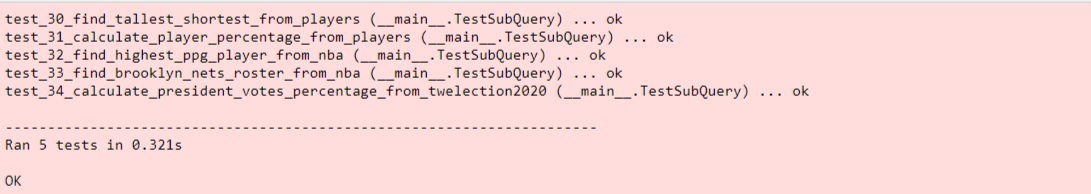 test_30_find_tallest_shortest_from_players (__main__.TestSubQuery) ... ok
test_31_calculate_player_percentage_from_players (__main__.TestSubQuery) ... ok
test_32_find_highest_ppg_player_from_nba (__main__.TestSubQuery) ... ok
test_33_find_brooklyn_nets_roster_from_nba (__main__.TestSubQuery) ... ok
test_34_calculate_president_votes_percentage_from_twelection2020 (__main__.TestSubQuery) ... ok
----------------------------------------------------------------------
Ran 5 tests in 0.321s
OK